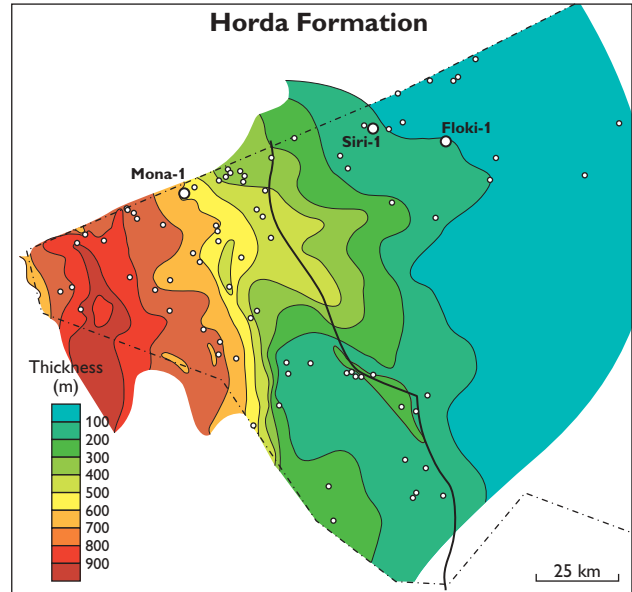 Horda Formation
Siri-1
Floki-1
Mona-1
Thickness
(m)
100
200
300
400
500
600
700
800
900
25 km